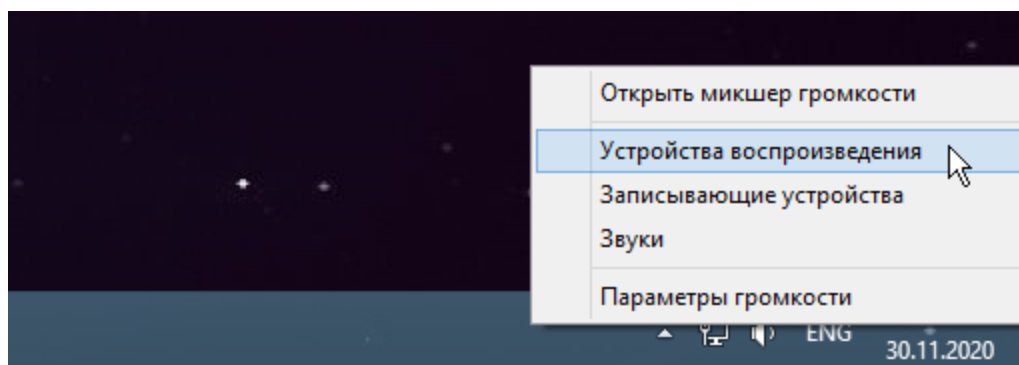 Открыть микшер громкости
Устройства воспроизведения
Записывающие устройства
Звуки
Параметры громкости
ENG
30.11.2020